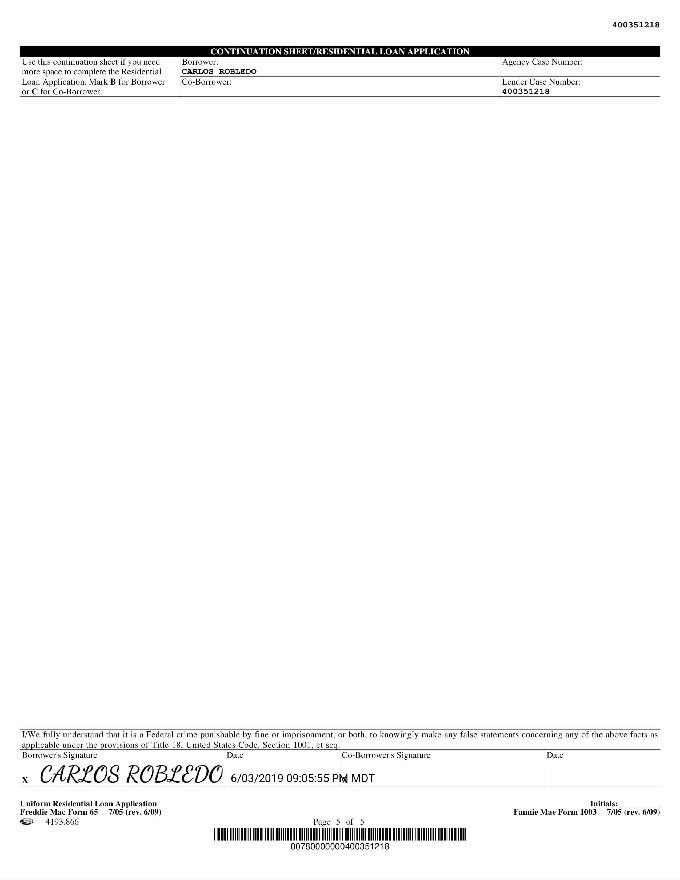 400351218
CONTINUATION SHEET/RESIDENTIAL LOAN APPLICATION
Use this continuation sheet if you need
more space to complete the Residential
Loan Application. Mark B for Borrower
or C for Co-Borrower.
Borrower:
CARLOS ROBLEDO
Agency Case Number:
Co-Borrower:
Lender Case Number:
400351218
I/We fully understand that it is a Federal crime punishable by fine or imprisonment, or both, to knowingly make any false statements concerning any of the above facts as
applicable under the provisions of Title 18, United States Code, Section 1001, et seq.
Borrower's Signature Date Co-Borrower's Signature Date
X CARLOS ROBLEDO 6/03/2019 09:05:55 PM MDT X
Uniform Residential Loan Application Initials:
Freddie Mac Form 65 7/05 (rev. 6/09) Fannie Mae Form 1003 7/05 (rev. 6/09)
4193.866 Page 5 of 5
00780000000400351218